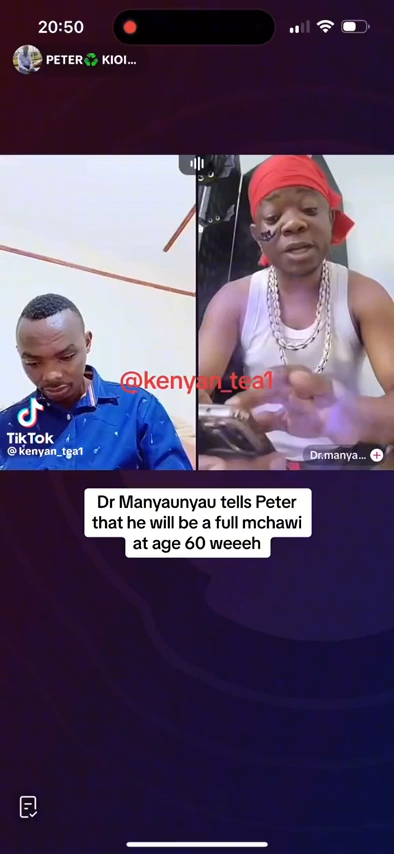 20:50
PETER♻️ KIOI...
@kenyan_tea1
TikTok
@kenyan_tea1
Dr.manya...
Dr Manyaunyau tells Peter
that he will be a full mchawi
at age 60 weeeh